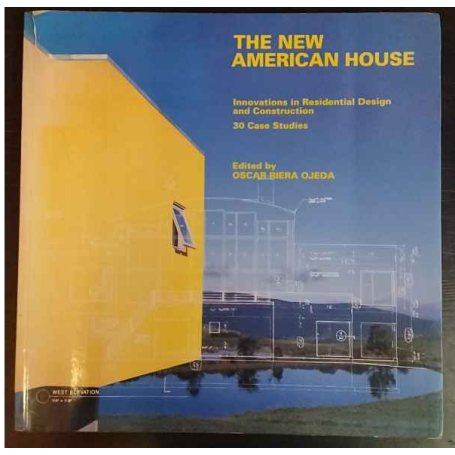 THE NEW
AMERICAN HOUSE
Innovations in Residential Design
and Construction
30 Case Studies
Edited by
OSCAR RIERA OJEDA
WEST ELEVATION